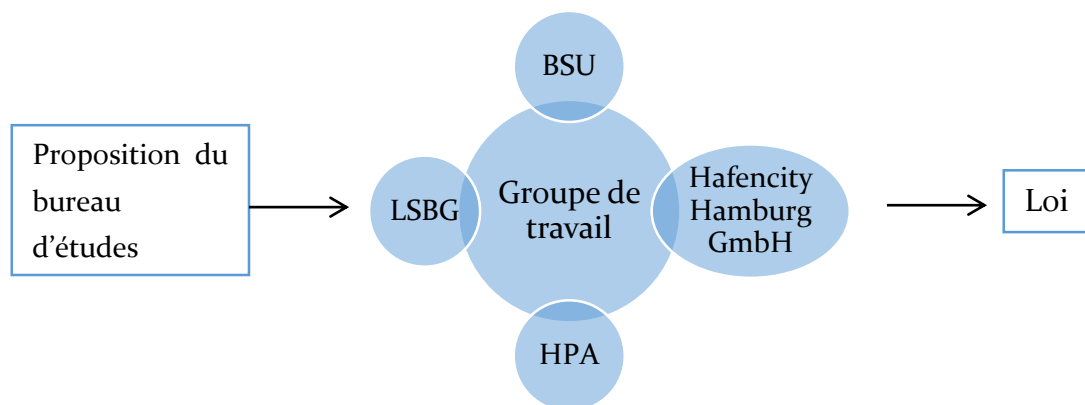 Proposition du
bureau
d'études
BSU
LSBG
Groupe de
travail
Hafencity
Hamburg
GmbH
HPA
Loi